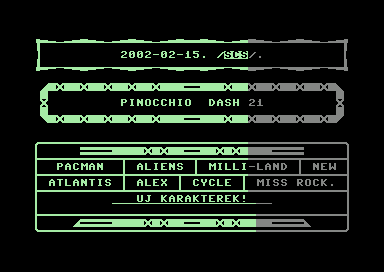 2002-02-15. /SCS/.
PINOCCHIO DASH 21
PACMAN ALIENS MILLI-LAND NEW
ATLANTIS ALEX CYCLE MISS ROCK.
UJ KARAKTEREK!